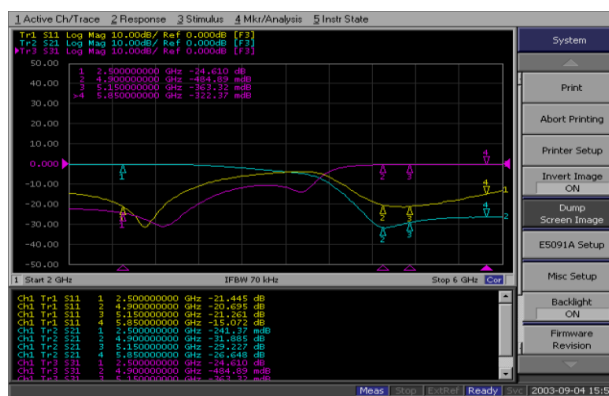 1 Active Ch/Trace 2 Response 3 Stimulus 4 Mkr/Analysis 5 Instr State
Tr1 S11 Log Mag 10.00dB/ Ref 0.000dB [F3]
Tr2 S21 Log Mag 10.00dB/ Ref 0.000dB [F3]
Tr3 S31 Log Mag 10.00dB/ Ref 0.000dB [F3]
50.00
40.00
30.00
20.00
10.00
0.000
-10.00
-20.00
-30.00
-40.00
-50.00
1 2.500000000 GHz -24.610 dB
2 4.900000000 GHz -484.89 mdB
3 5.150000000 GHz -363.32 mdB
>4 5.850000000 GHz -322.37 mdB
1 Start 2 GHz IFBW 70 kHz Stop 6 GHz Cor
Ch1 Tr1 S11 1 2.500000000 GHz -21.445 dB
Ch1 Tr1 S11 2 4.900000000 GHz -20.695 dB
Ch1 Tr1 S11 3 5.150000000 GHz -21.261 dB
Ch1 Tr1 S11 4 5.850000000 GHz -15.072 dB
Ch1 Tr2 S21 1 2.500000000 GHz -241.37 mdB
Ch1 Tr2 S21 2 4.900000000 GHz -31.885 dB
Ch1 Tr2 S21 3 5.150000000 GHz -29.227 dB
Ch1 Tr2 S21 4 5.850000000 GHz -26.648 dB
Ch1 Tr3 S31 1 2.500000000 GHz -24.610 dB
Ch1 Tr3 S31 2 4.900000000 GHz -484.89 mdB
Ch1 Tr3 S31 3 5.150000000 GHz -363.32 mdB
System
Print
Abort Printing
Printer Setup
Invert Image
ON
Dump
Screen Image
E5091A Setup
Misc Setup
Backlight
ON
Firmware
Revision
Meas Stop ExtRef Ready Svc 2003-09-04 15:5